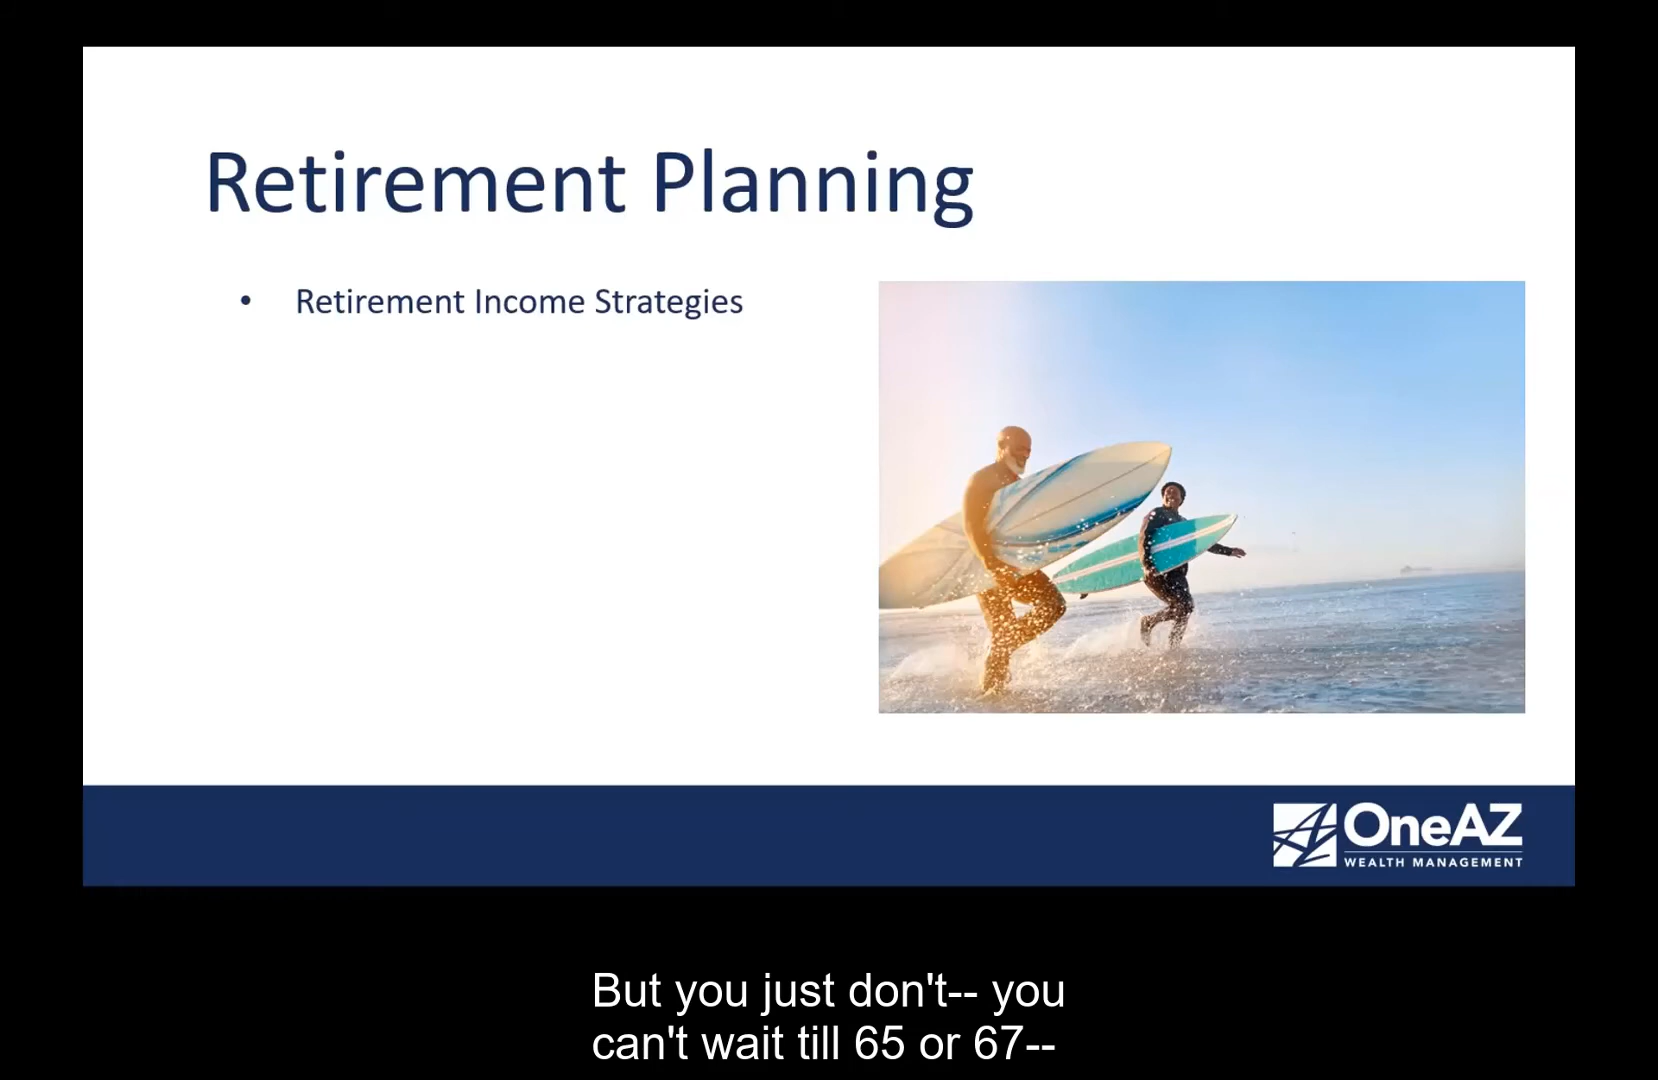 Retirement Planning
• Retirement Income Strategies
OneAZ
WEALTH MANAGEMENT
But you just don't-- you
can't wait till 65 or 67--